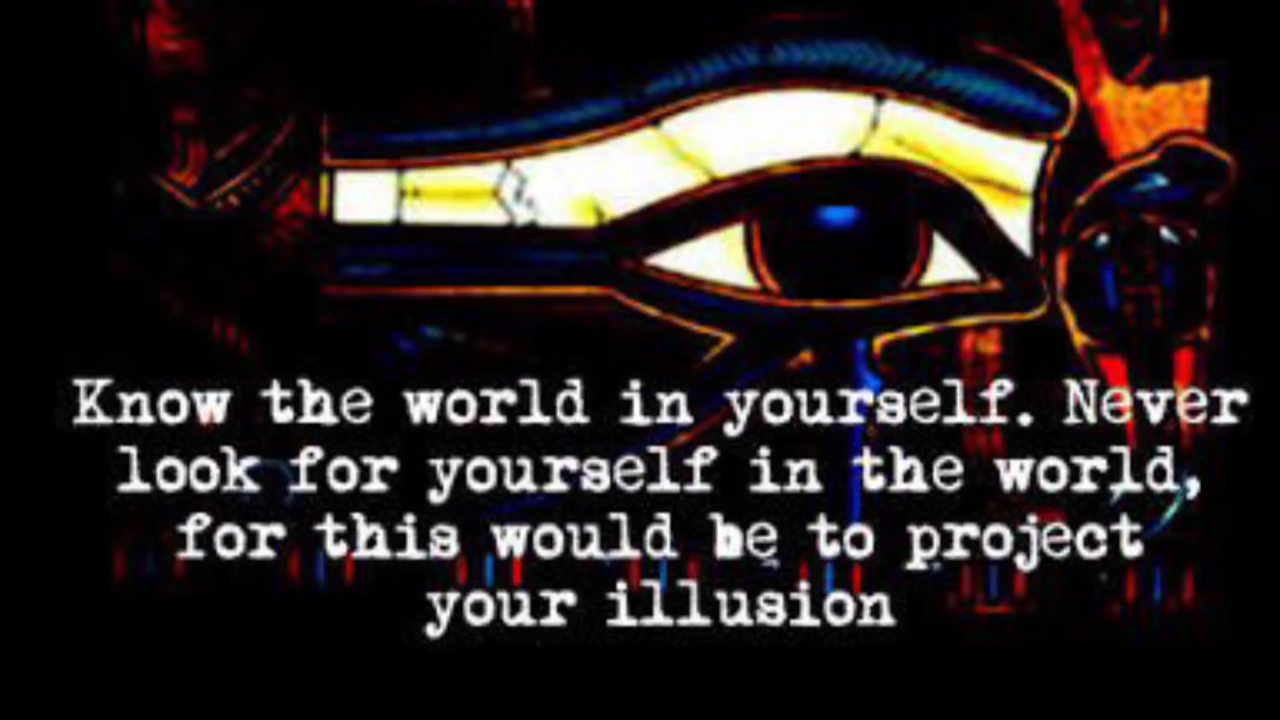 Know the world in yourself. Never
look for yourself in the world,
for this would be to project
your illusion